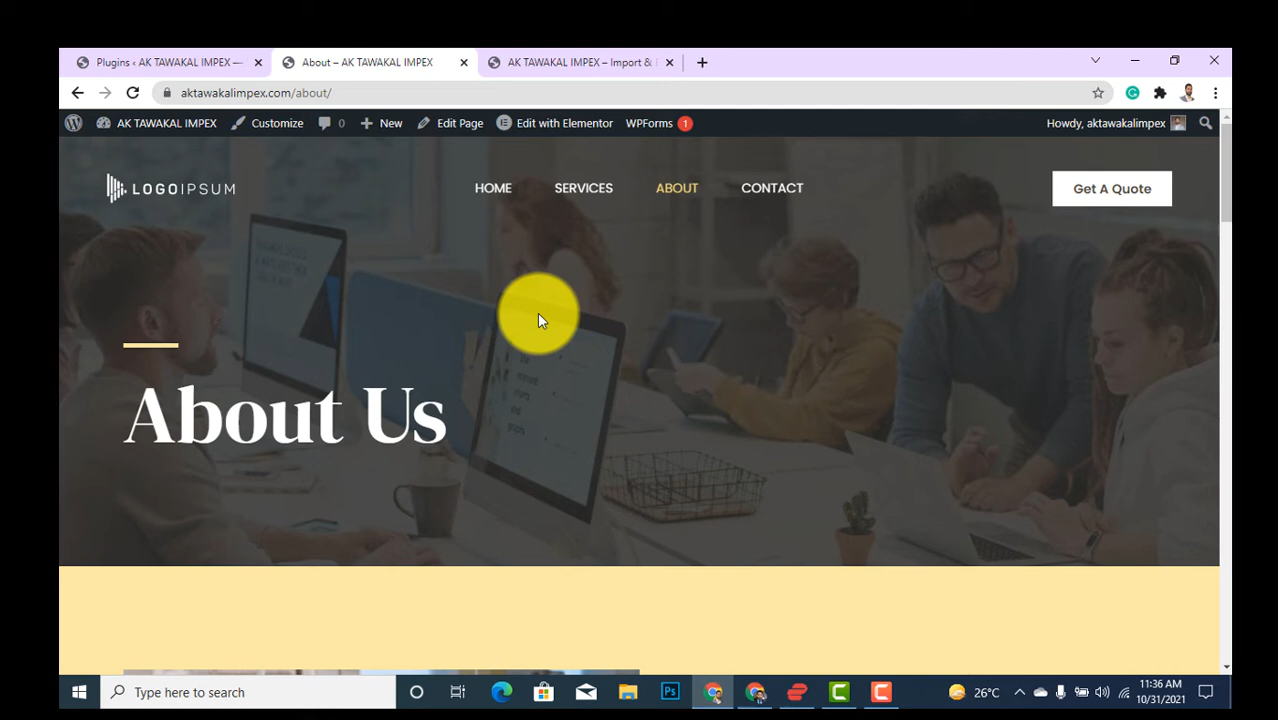 Plugins ‹ AK TAWAKAL IMPEX —
About – AK TAWAKAL IMPEX
AK TAWAKAL IMPEX – Import &
aktawakalimpex.com/about/
AK TAWAKAL IMPEX
Customize
0
New
Edit Page
Edit with Elementor
WPForms 1
Howdy, aktawakalimpex
LOGOIPSUM
HOME
SERVICES
ABOUT
CONTACT
Get A Quote
About Us
Type here to search
Ps
26°C
11:36 AM
10/31/2021